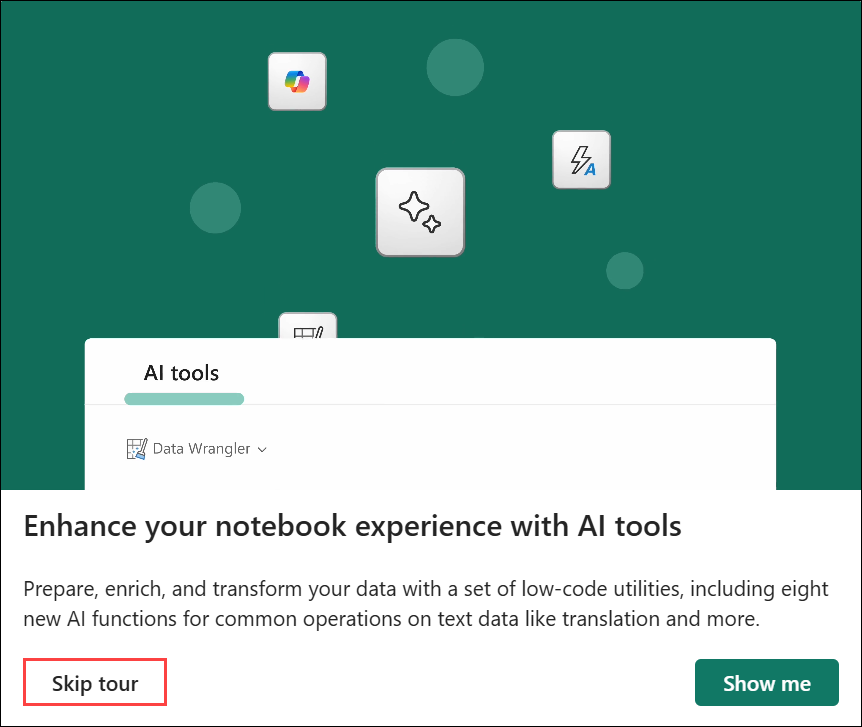 AI tools
Data Wrangler
Enhance your notebook experience with AI tools
Prepare, enrich, and transform your data with a set of low-code utilities, including eight
new AI functions for common operations on text data like translation and more.
Skip tour
Show me